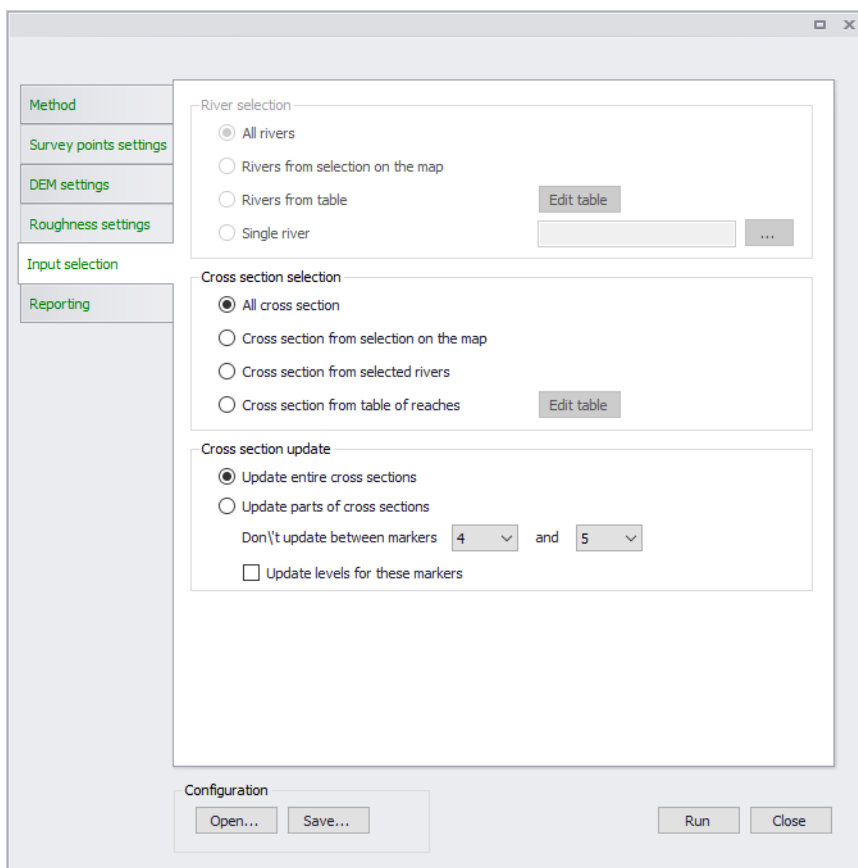 Method
Survey points settings
DEM settings
Roughness settings
Input selection
Reporting
River selection
All rivers
Rivers from selection on the map
Rivers from table Edit table
Single river ...
Cross section selection
All cross section
Cross section from selection on the map
Cross section from selected rivers
Cross section from table of reaches Edit table
Cross section update
Update entire cross sections
Update parts of cross sections
Don\'t update between markers 4 and 5
Update levels for these markers
Configuration
Open... Save... Run Close